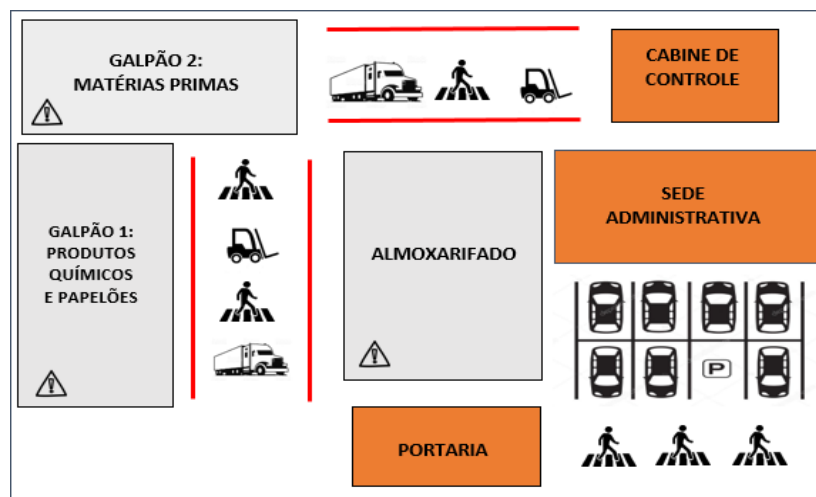 GALPÃO 2:
MATÉRIAS PRIMAS
CABINE DE
CONTROLE
GALPÃO 1:
PRODUTOS
QUÍMICOS
E PAPELÕES
ALMOXARIFADO
SEDE
ADMINISTRATIVA
P
PORTARIA